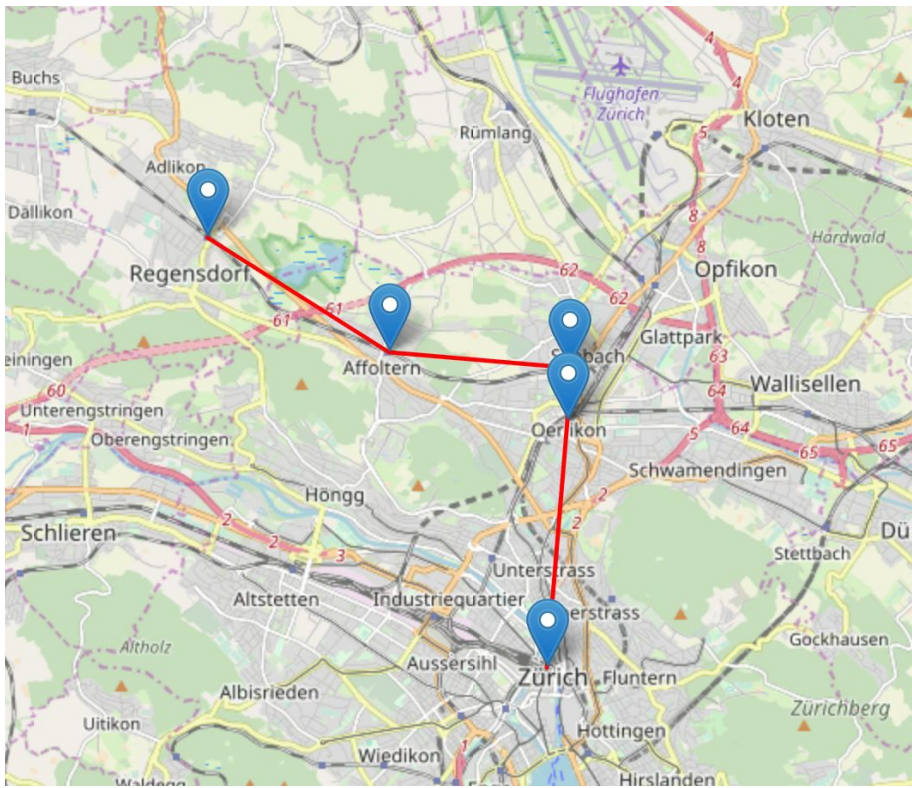 4
Buchs
Flughafen
Zürich
4
Kloten
Rümlang
5
Adlikon
Dällikon
8
Hardwald
8
Regensdorf
62
Opfikon
61
62
61
Glattpark
Affoltern
63
60
64
Wallisellen
Unterengstringen
1
Oberengstringen
5
64
65
65
Schwamendingen
Höngg
2
2
Schlieren
2
2
3
Stettbach
Unterstrass
Altstetten
Industriequartier
Gockhausen
Altholz
Aussersihl
Zürich
Fluntern
Albisrieden
Zürichberg
Uitikon
Hottingen
1
Wiedikon
Hirslanden